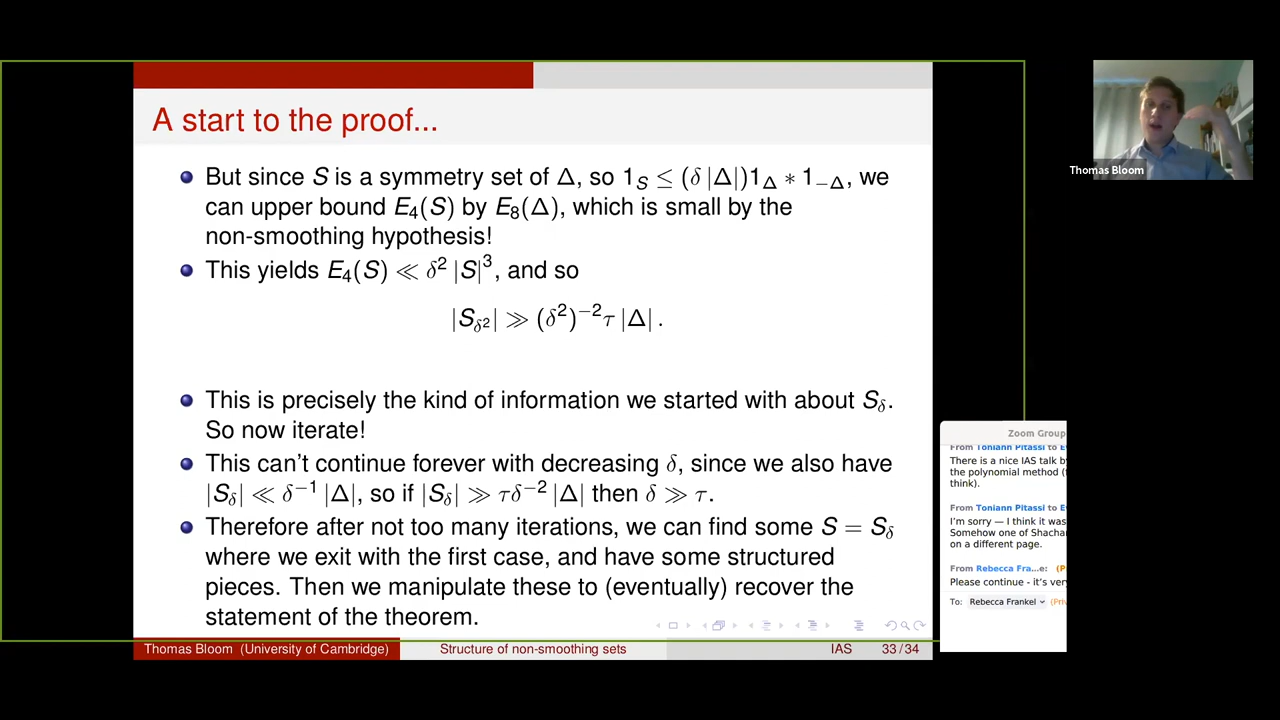 A start to the proof...
But since S is a symmetry set of Δ, so 1_S ≤ (δ |Δ|)1_Δ ∗ 1_{−Δ}, we
can upper bound E₄(S) by E₈(Δ), which is small by the
non-smoothing hypothesis!
This yields E₄(S) ≪ δ² |S|³, and so
|S_{δ²}| ≫ (δ²)⁻²τ |Δ| .
This is precisely the kind of information we started with about S_δ.
So now iterate!
This can't continue forever with decreasing δ, since we also have
|S_δ| ≪ δ⁻¹ |Δ|, so if |S_δ| ≫ τδ⁻² |Δ| then δ ≫ τ.
Therefore after not too many iterations, we can find some S = S_δ
where we exit with the first case, and have some structured
pieces. Then we manipulate these to (eventually) recover the
statement of the theorem.
Thomas Bloom (University of Cambridge)
Structure of non-smoothing sets
IAS
33 / 34
Thomas Bloom
Zoom Group
From Toniann Pitassi to E
There is a nice IAS talk b
the polynomial method (
think).
From Toniann Pitassi to E
I'm sorry — I think it was
Somehow one of Shacha
on a different page.
From Rebecca Fra...e: (P
Please continue - it's ver
To: Rebecca Frankel (Pri